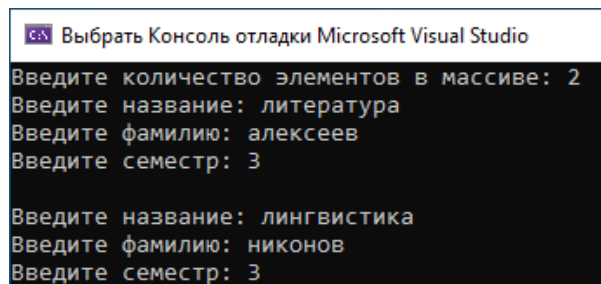 Выбрать Консоль отладки Microsoft Visual Studio
Введите количество элементов в массиве: 2
Введите название: литература
Введите фамилию: алексеев
Введите семестр: 3
Введите название: лингвистика
Введите фамилию: никонов
Введите семестр: 3